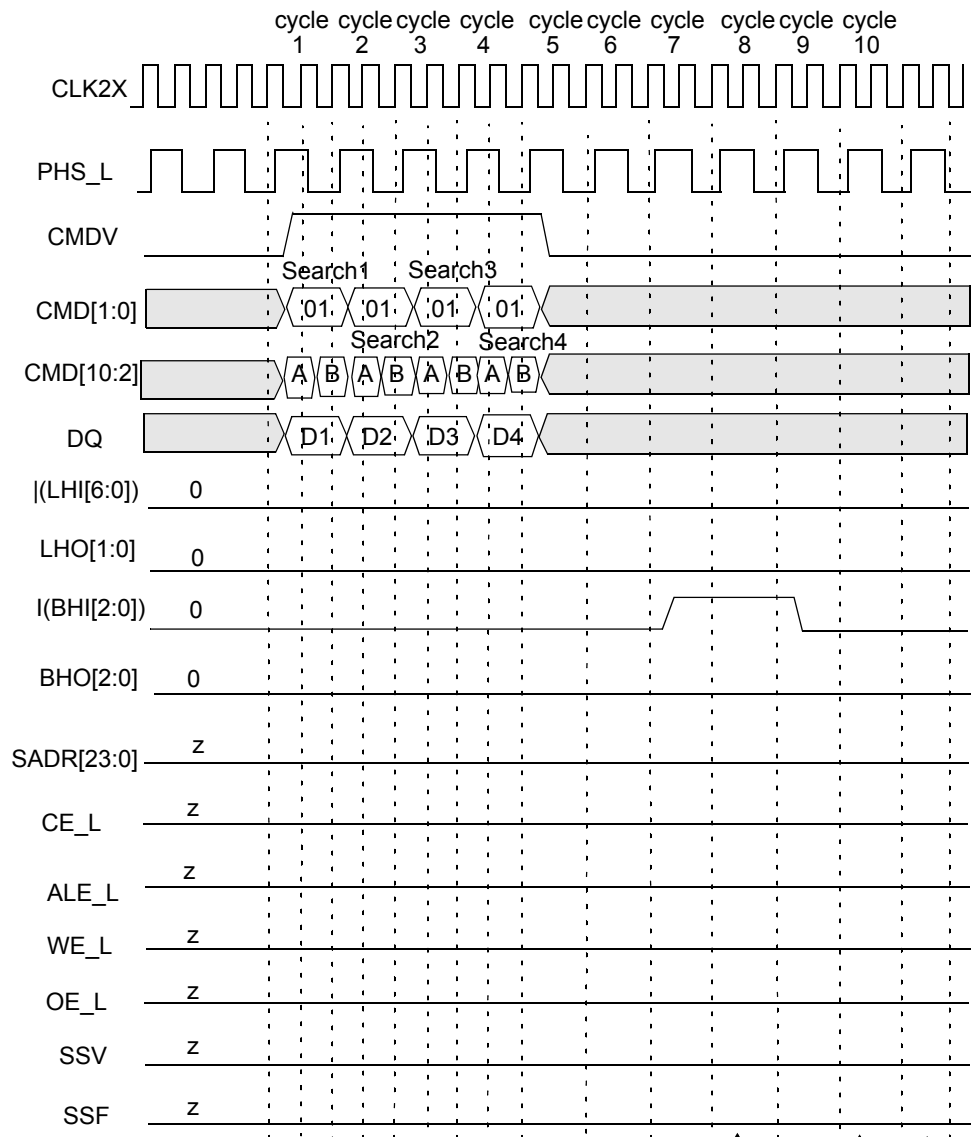 cycle cycle cycle cycle cycle cycle cycle cycle cycle cycle
1 2 3 4 5 6 7 8 9 10
CLK2X
PHS_L
CMDV
Search1 Search3
CMD[1:0] 01 01 01 01
Search2 Search4
CMD[10:2] A B A B A B A B
DQ D1 D2 D3 D4
|(LHI[6:0]) 0
LHO[1:0] 0
I(BHI[2:0]) 0
BHO[2:0] 0
SADR[23:0] z
CE_L z
ALE_L z
WE_L z
OE_L z
SSV z
SSF z